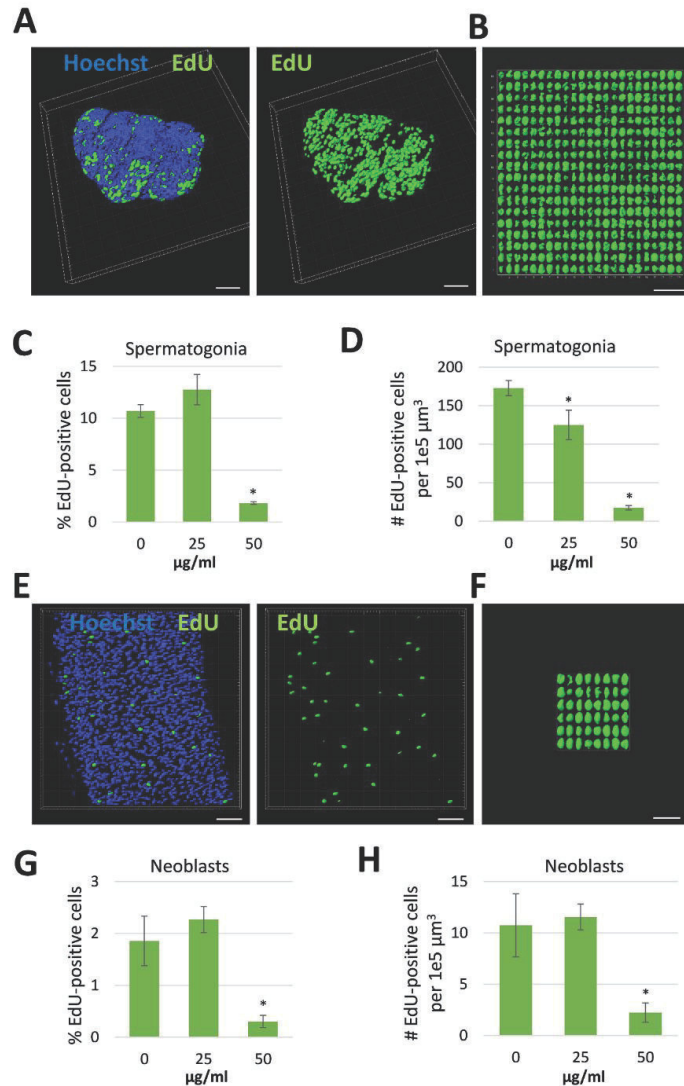 A
Hoechst EdU
EdU
B
C
Spermatogonia
% EdU-positive cells
15
10
5
0
0 25 50
*
µg/ml
D
Spermatogonia
# EdU-positive cells
per 1e5 µm³
200
150
100
50
0
0 25 50
*
*
µg/ml
E
Hoechst EdU
EdU
F
G
Neoblasts
% EdU-positive cells
3
2
1
0
0 25 50
*
µg/ml
H
Neoblasts
# EdU-positive cells
per 1e5 µm³
15
10
5
0
0 25 50
*
µg/ml